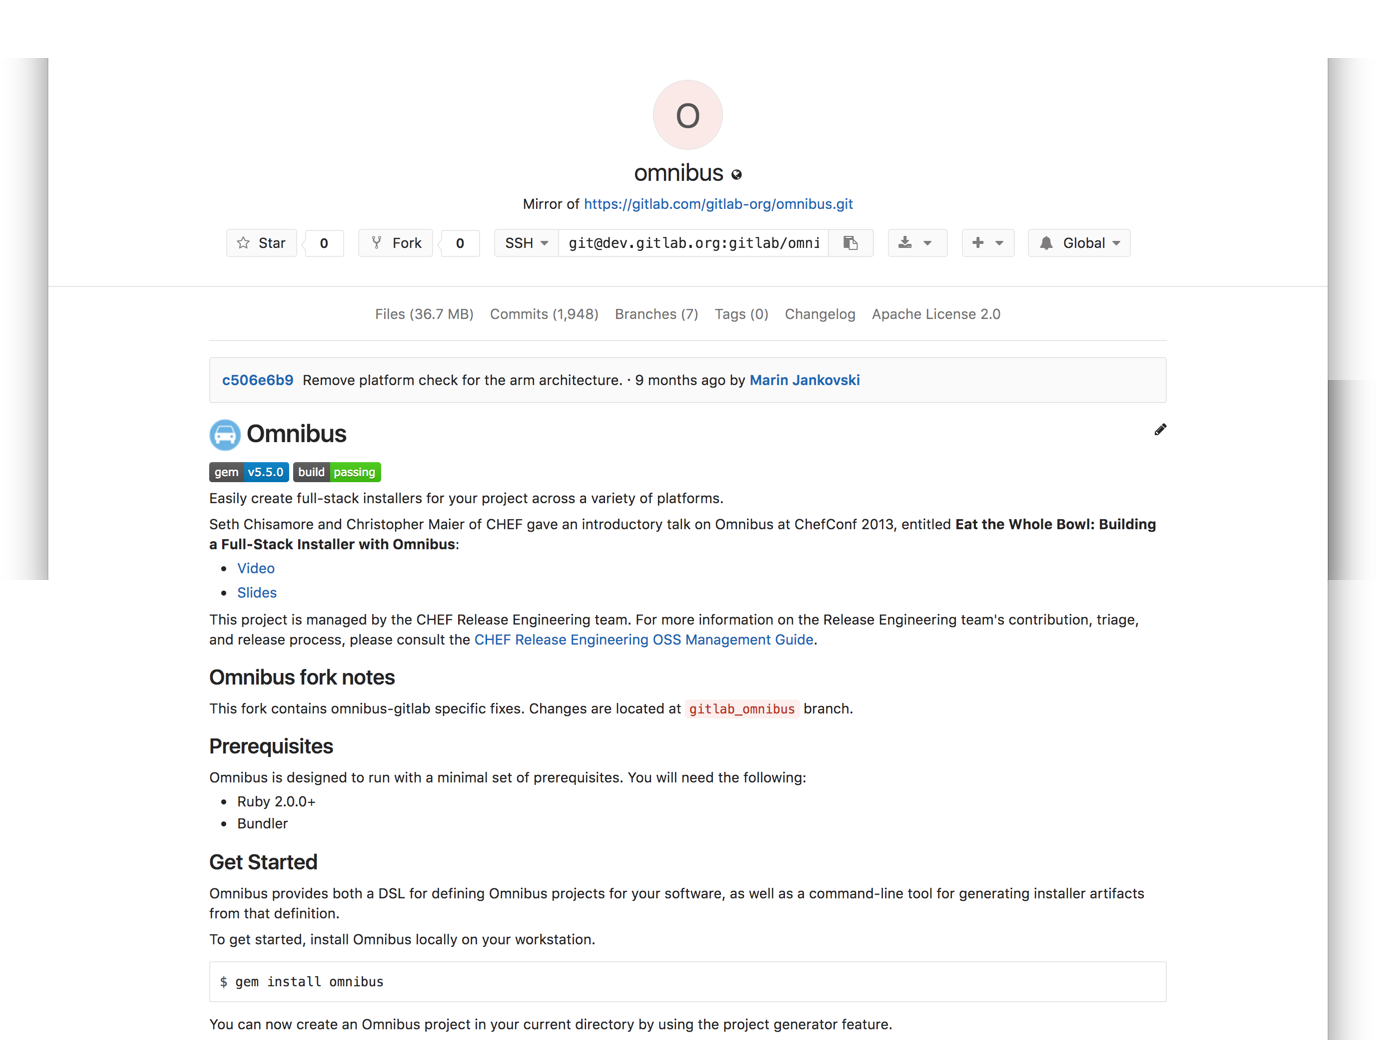 O
omnibus
Mirror of https://gitlab.com/gitlab-org/omnibus.git
Star 0 Fork 0 SSH git@dev.gitlab.org:gitlab/omni Global
Files (36.7 MB) Commits (1,948) Branches (7) Tags (0) Changelog Apache License 2.0
c506e6b9 Remove platform check for the arm architecture. · 9 months ago by Marin Jankovski
Omnibus
gem v5.5.0 build passing
Easily create full-stack installers for your project across a variety of platforms.
Seth Chisamore and Christopher Maier of CHEF gave an introductory talk on Omnibus at ChefConf 2013, entitled Eat the Whole Bowl: Building
a Full-Stack Installer with Omnibus:
• Video
• Slides
This project is managed by the CHEF Release Engineering team. For more information on the Release Engineering team's contribution, triage,
and release process, please consult the CHEF Release Engineering OSS Management Guide.
Omnibus fork notes
This fork contains omnibus-gitlab specific fixes. Changes are located at gitlab_omnibus branch.
Prerequisites
Omnibus is designed to run with a minimal set of prerequisites. You will need the following:
• Ruby 2.0.0+
• Bundler
Get Started
Omnibus provides both a DSL for defining Omnibus projects for your software, as well as a command-line tool for generating installer artifacts
from that definition.
To get started, install Omnibus locally on your workstation.
$ gem install omnibus
You can now create an Omnibus project in your current directory by using the project generator feature.